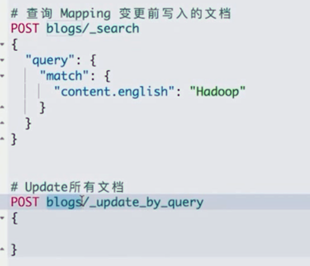 # 查询 Mapping 变更前写入的文档
POST blogs/_search
{
  "query": {
    "match": {
      "content.english": "Hadoop"
    }
  }
}
# Update所有文档
POST blogs/_update_by_query
{
}